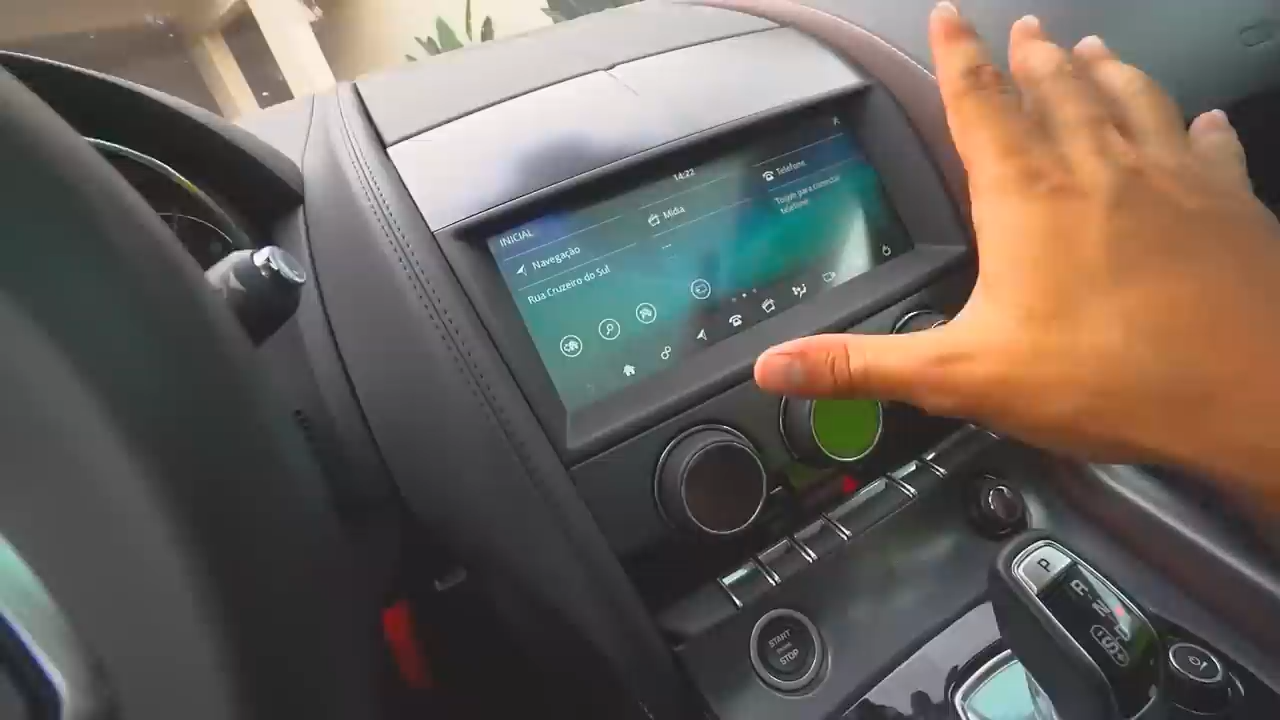 14:22
INICIAL
Navegação
Rua Cruzeiro do Sul
Mídia
...
Telefone
Toque para conectar
telefone
START
STOP
P
R
N
D
S